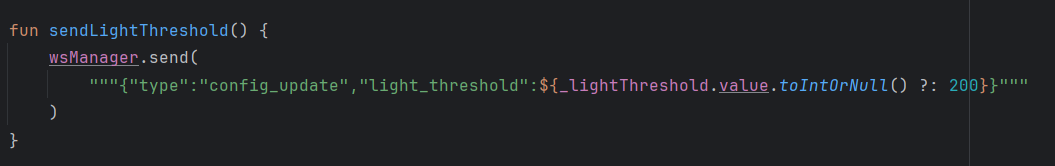 fun sendLightThreshold() {
wsManager.send(
"""{"type":"config_update","light_threshold":${_lightThreshold.value.toIntOrNull() ?: 200}}"""
)
}